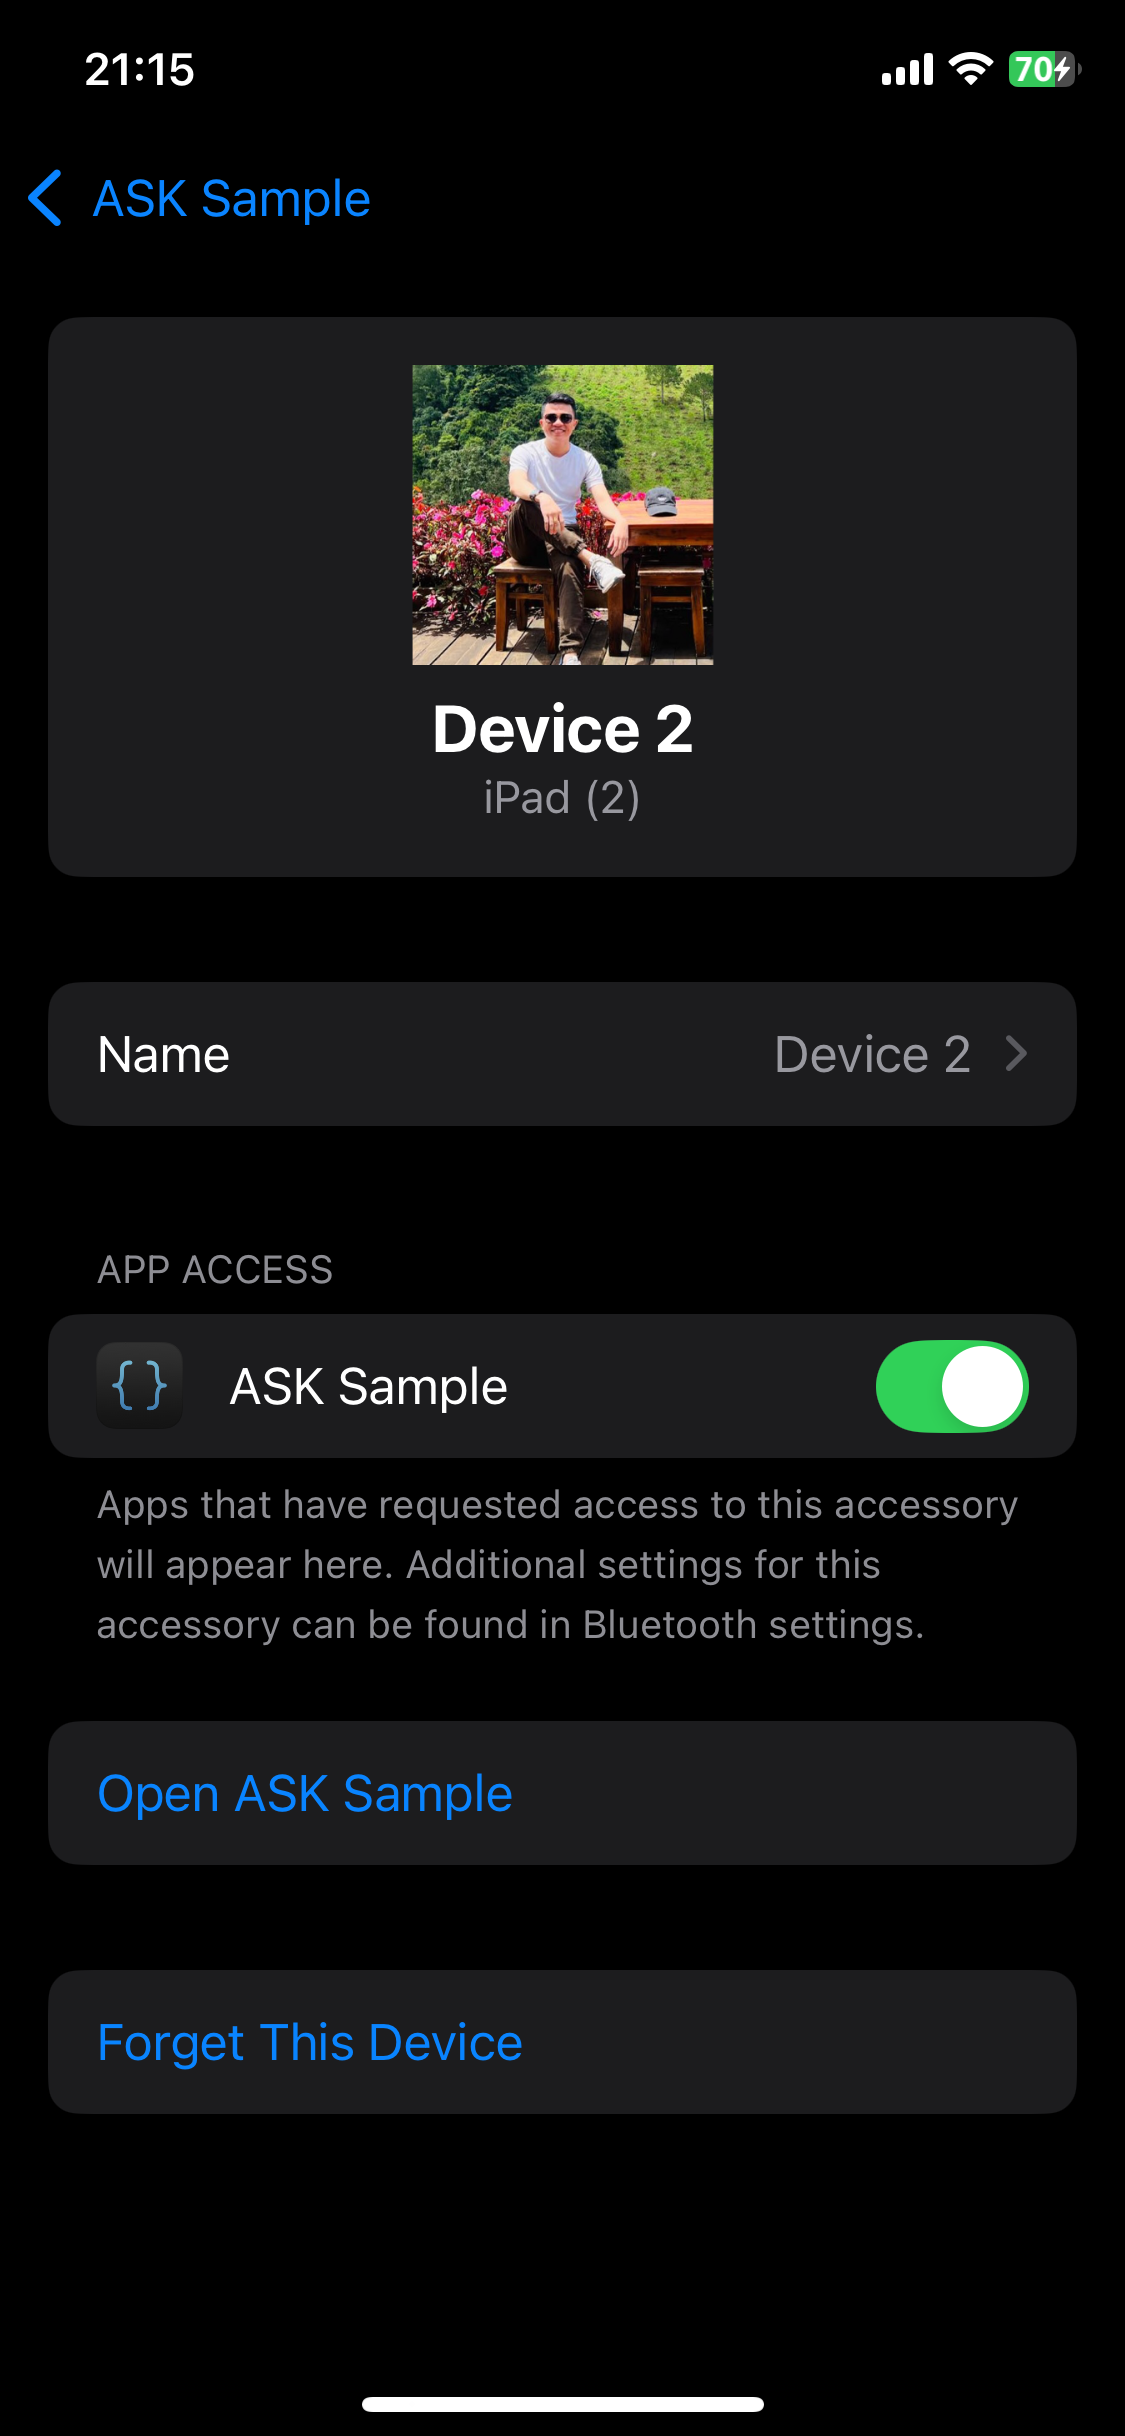 21:15
70
ASK Sample
Device 2
iPad (2)
Name
Device 2
APP ACCESS
{ }
ASK Sample
Apps that have requested access to this accessory
will appear here. Additional settings for this
accessory can be found in Bluetooth settings.
Open ASK Sample
Forget This Device